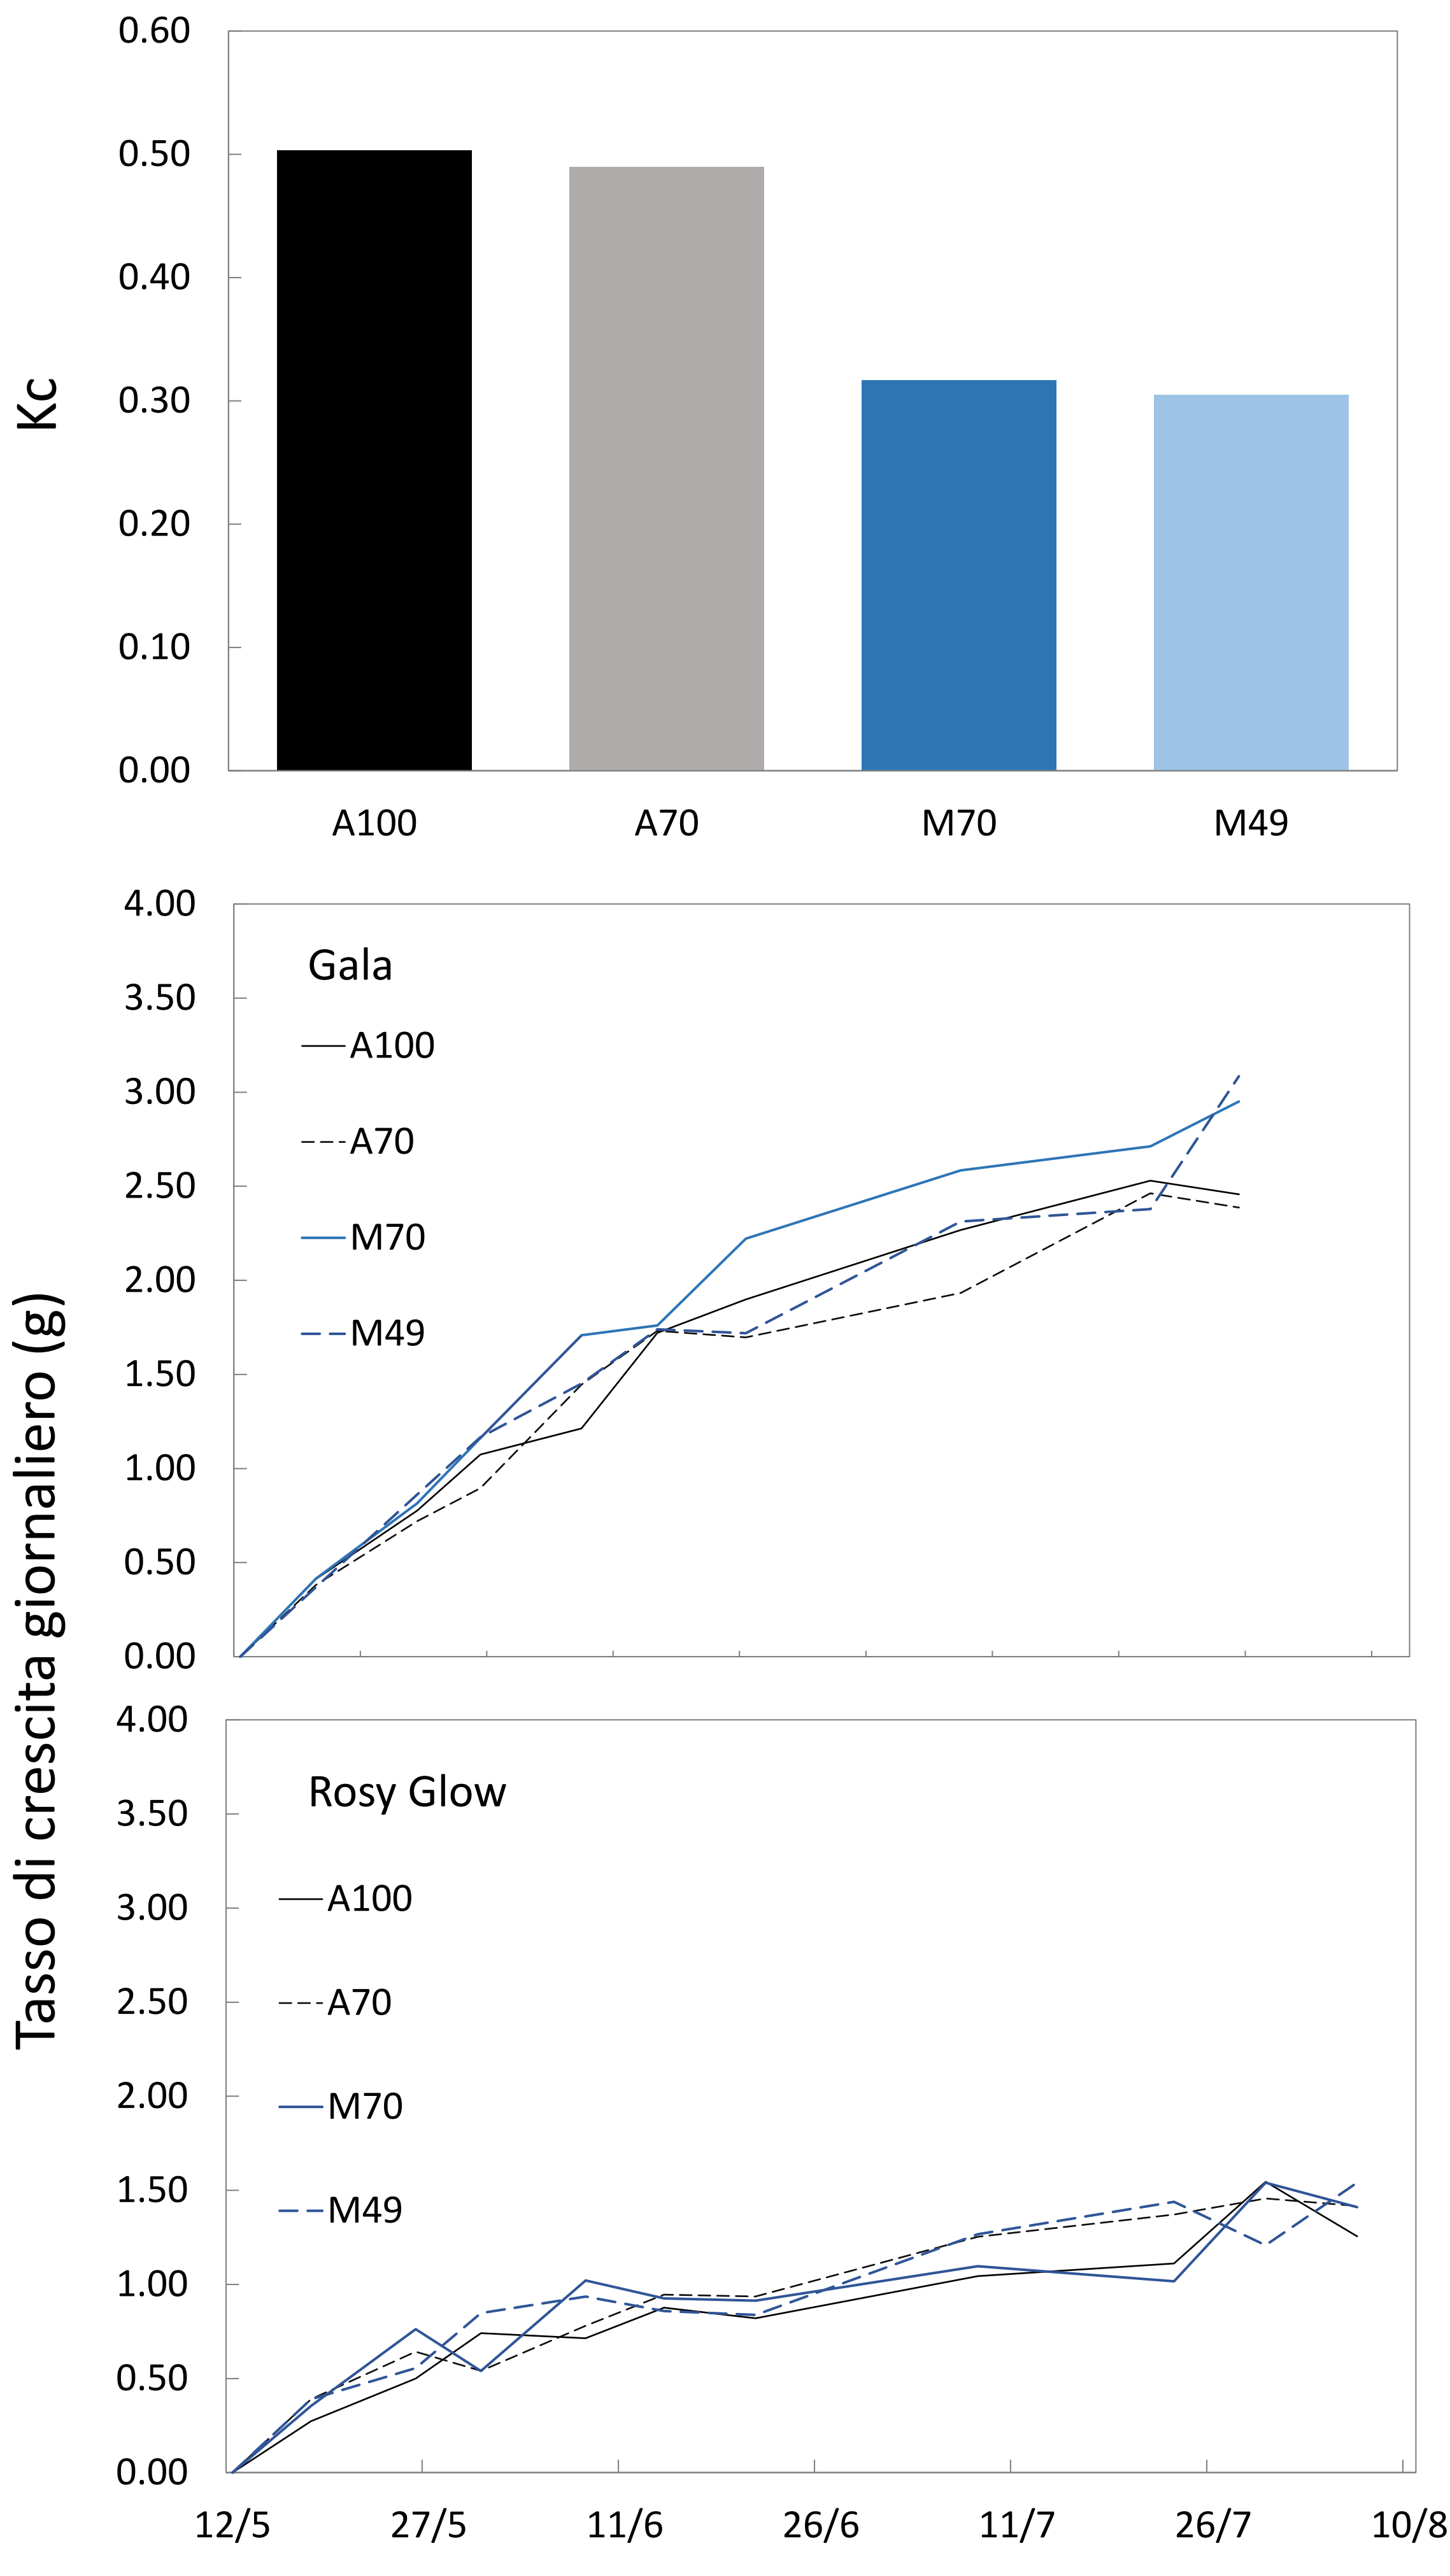 0.60
0.50
0.40
0.30
0.20
0.10
0.00
Kc
A100 A70 M70 M49
Tasso di crescita giornaliero (g)
4.00
3.50
3.00
2.50
2.00
1.50
1.00
0.50
0.00
Gala
A100
A70
M70
M49
4.00
3.50
3.00
2.50
2.00
1.50
1.00
0.50
0.00
Rosy Glow
A100
A70
M70
M49
12/5 27/5 11/6 26/6 11/7 26/7 10/8